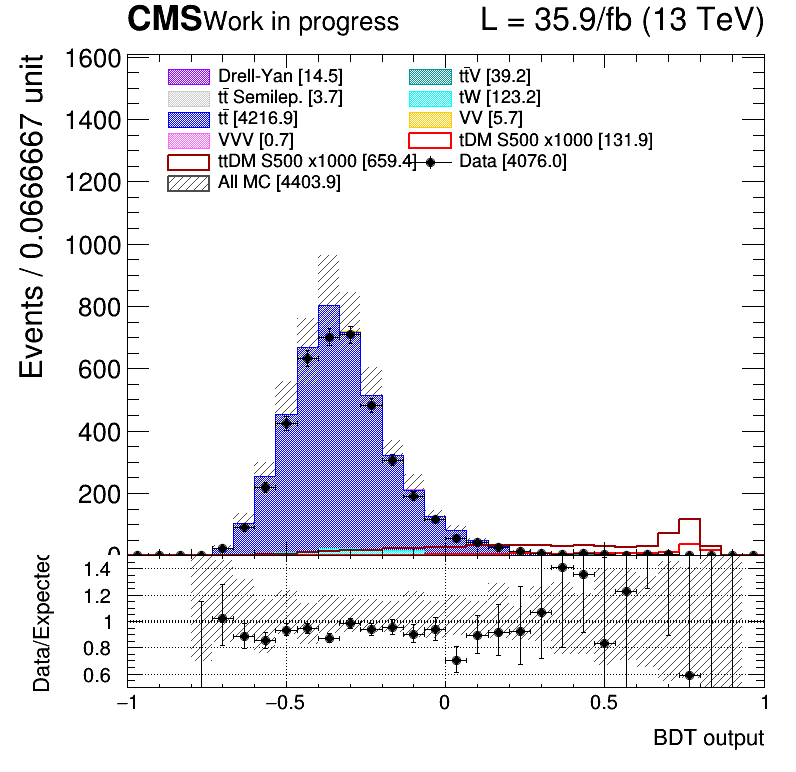 CMS Work in progress L = 35.9/fb (13 TeV)
Events / 0.0666667 unit
1600
1400
1200
1000
800
600
400
200
0
Drell-Yan [14.5] tt̄V [39.2]
tt̄ Semilep. [3.7] tW [123.2]
tt̄ [4216.9] VV [5.7]
VVV [0.7] tDM S500 x1000 [131.9]
ttDM S500 x1000 [659.4] Data [4076.0]
All MC [4403.9]
Data/Expected
1.4
1.2
1
0.8
0.6
−1 −0.5 0 0.5 1
BDT output